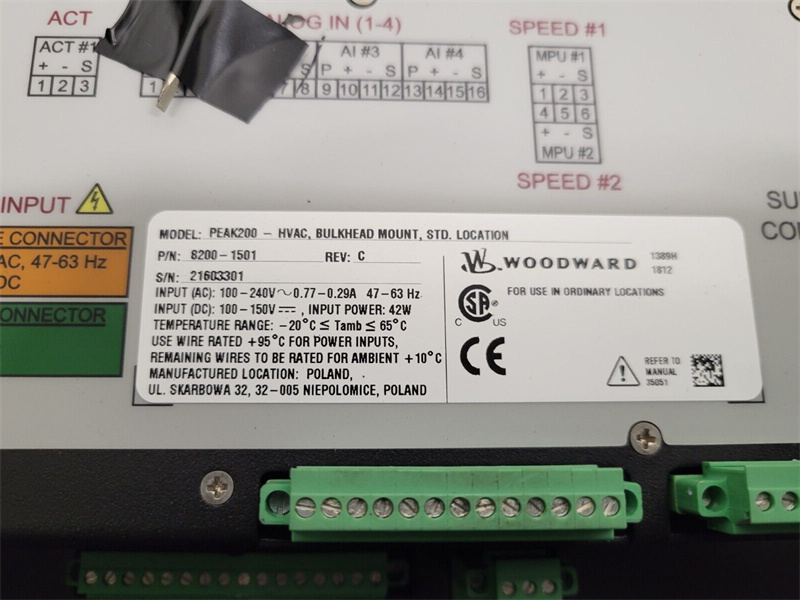 ACT
LOG IN (1-4)
SPEED #1
ACT #1
+ - S
1 2 3
AI #3
AI #4
P + - S P + - S
8 9 10 11 12 13 14 15 16
MPU #1
+ - S
1 2 3
4 5 6
+ - S
MPU #2
SPEED #2
INPUT
E CONNECTOR
AC, 47-63 Hz
DC
CONNECTOR
SU
CO
MODEL: PEAK200 - HVAC, BULKHEAD MOUNT, STD. LOCATION
P/N: 8200-1501 REV: C
S/N: 21603301
INPUT (AC): 100-240V∿0.77-0.29A 47-63 Hz
INPUT (DC): 100-150V⎓, INPUT POWER: 42W
TEMPERATURE RANGE: -20°C ≤ Tamb ≤ 65°C
USE WIRE RATED +95°C FOR POWER INPUTS,
REMAINING WIRES TO BE RATED FOR AMBIENT +10°C
MANUFACTURED LOCATION: POLAND,
UL. SKARBOWA 32, 32-005 NIEPOLOMICE, POLAND
W WOODWARD
1389H
1812
SA
C US
FOR USE IN ORDINARY LOCATIONS
CE
REFER TO
MANUAL
35051